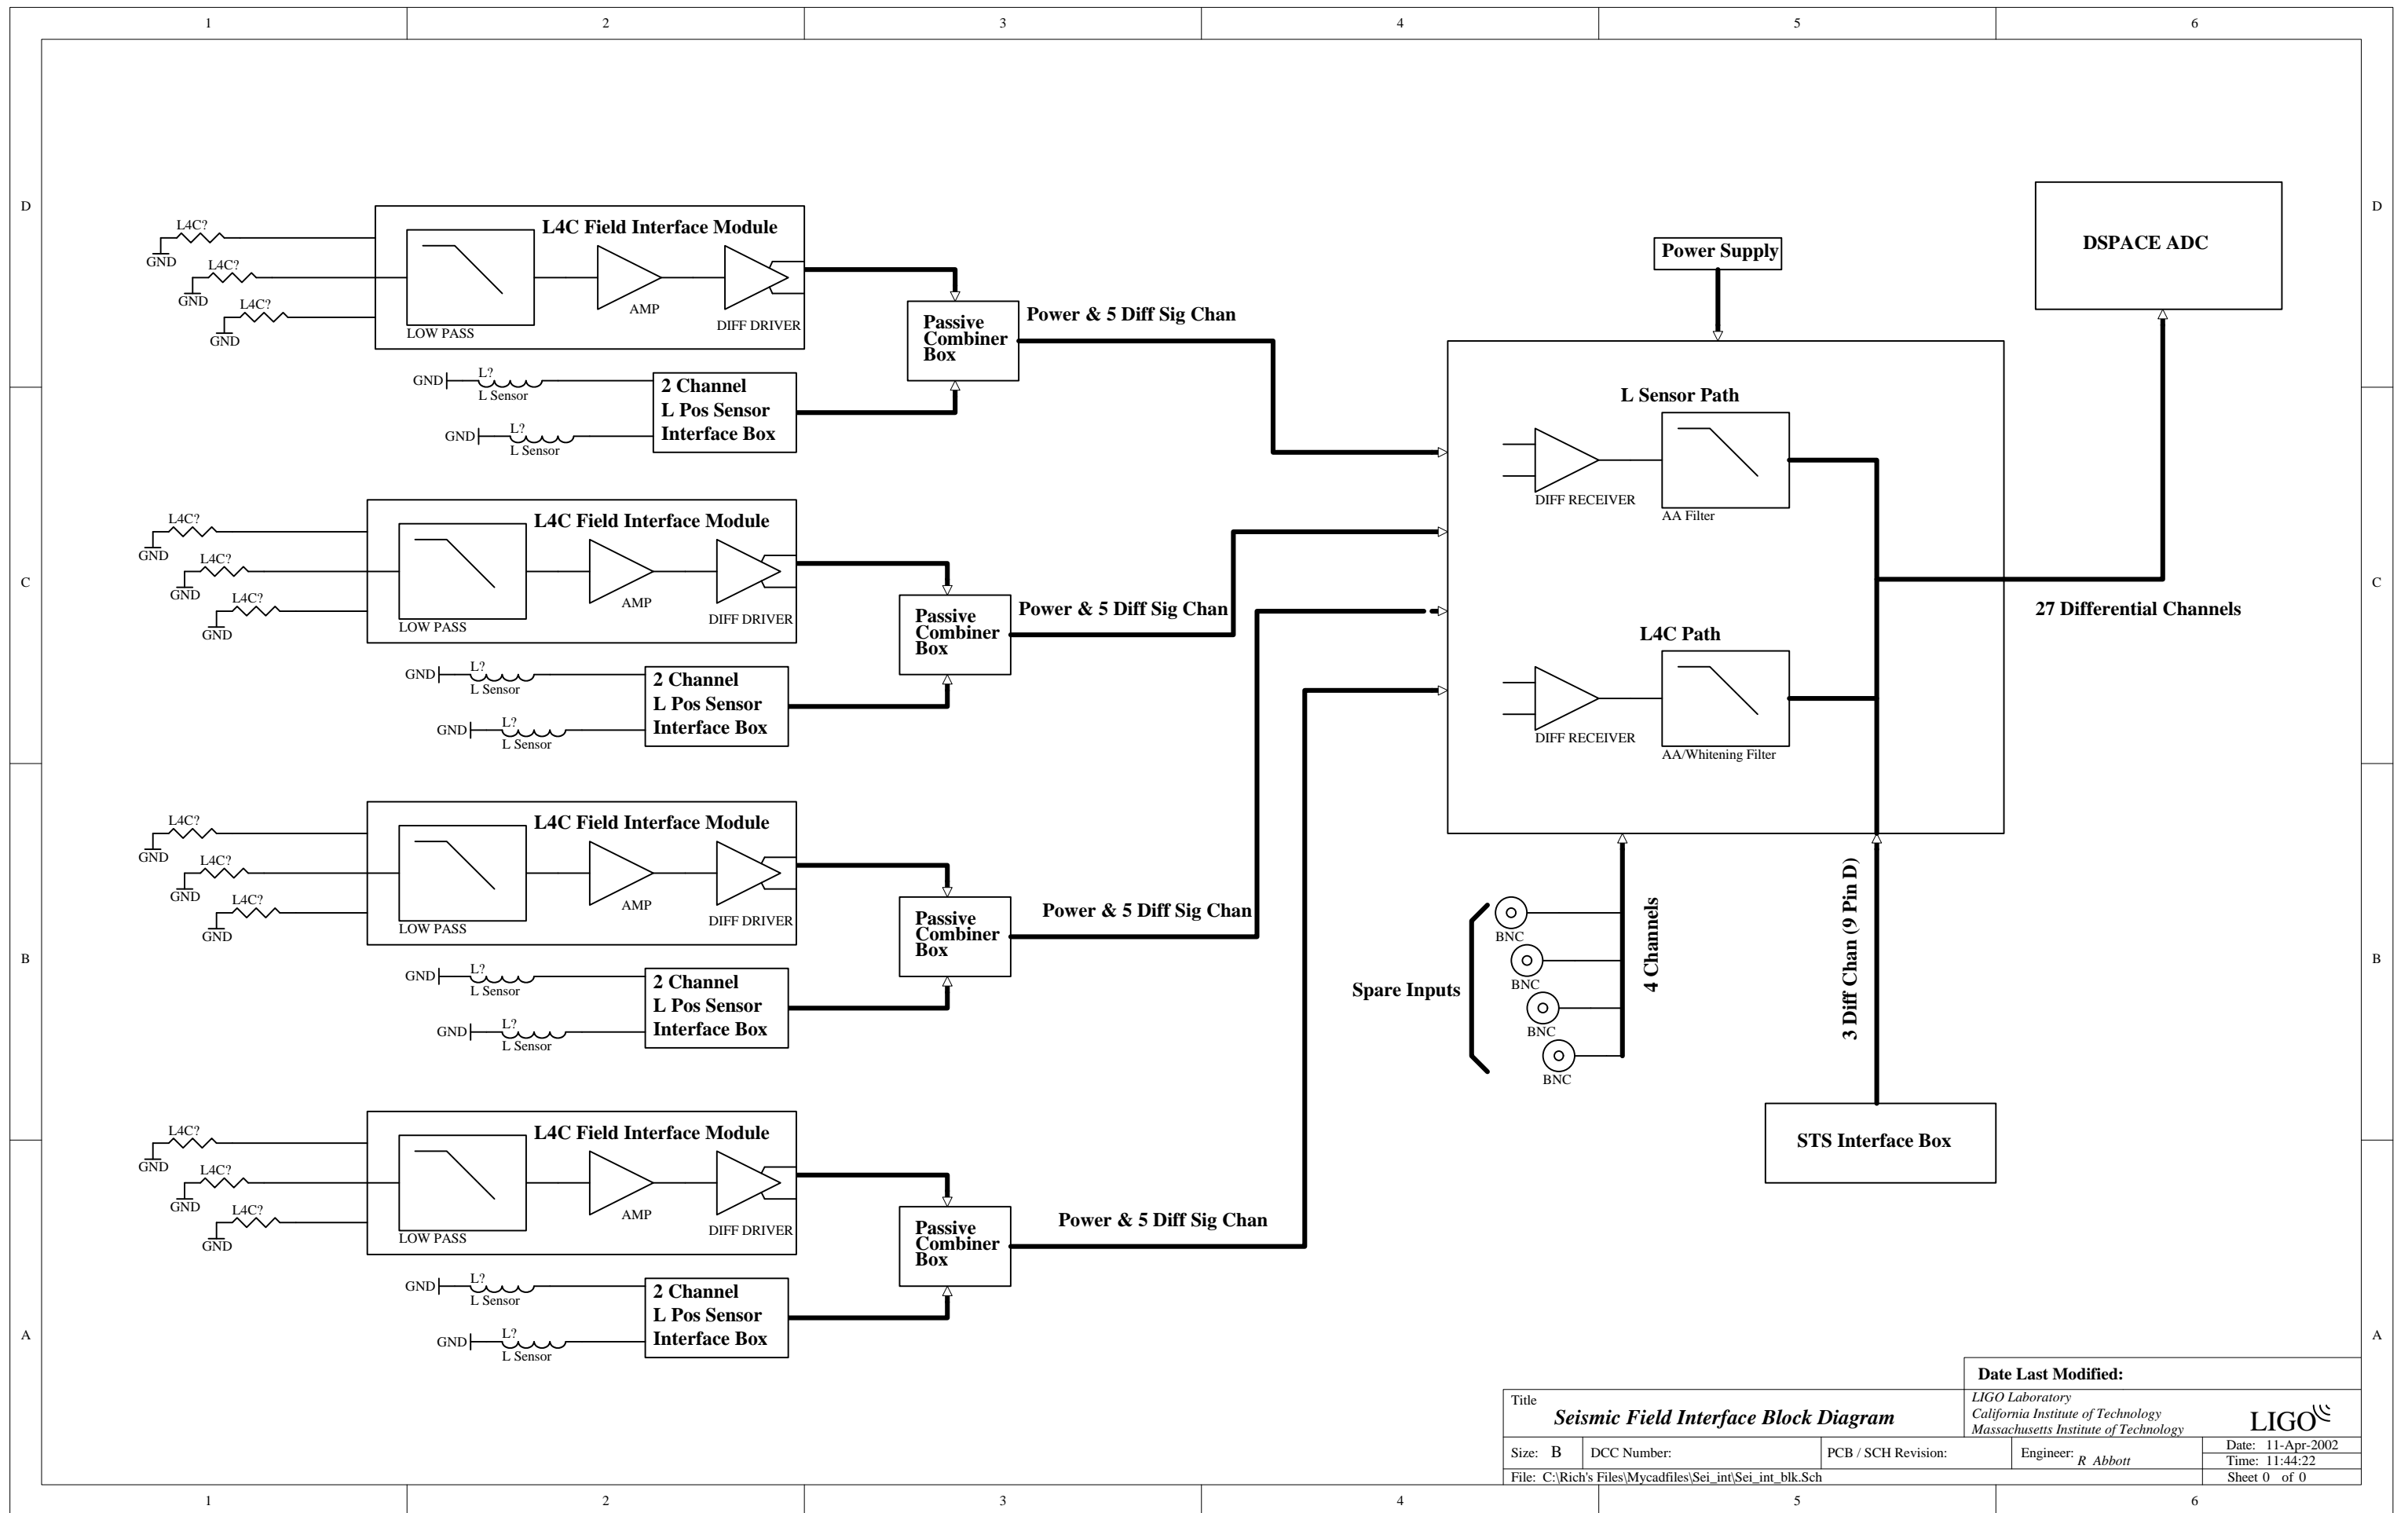 1 2 3 4 5 6
D D
L4C Field Interface Module
L4C?
GND
L4C?
GND
L4C?
GND
LOW PASS
AMP
DIFF DRIVER
Passive
Combiner
Box
Power & 5 Diff Sig Chan
GND
L?
L Sensor
GND
L?
L Sensor
2 Channel
L Pos Sensor
Interface Box
C C
L4C Field Interface Module
L4C?
GND
L4C?
GND
L4C?
GND
LOW PASS
AMP
DIFF DRIVER
Passive
Combiner
Box
Power & 5 Diff Sig Chan
GND
L?
L Sensor
GND
L?
L Sensor
2 Channel
L Pos Sensor
Interface Box
B B
L4C Field Interface Module
L4C?
GND
L4C?
GND
L4C?
GND
LOW PASS
AMP
DIFF DRIVER
Passive
Combiner
Box
Power & 5 Diff Sig Chan
GND
L?
L Sensor
GND
L?
L Sensor
2 Channel
L Pos Sensor
Interface Box
A A
L4C Field Interface Module
L4C?
GND
L4C?
GND
L4C?
GND
LOW PASS
AMP
DIFF DRIVER
Passive
Combiner
Box
Power & 5 Diff Sig Chan
GND
L?
L Sensor
GND
L?
L Sensor
2 Channel
L Pos Sensor
Interface Box
Power Supply
DSPACE ADC
L Sensor Path
DIFF RECEIVER
AA Filter
L4C Path
DIFF RECEIVER
AA/Whitening Filter
27 Differential Channels
Spare Inputs
BNC
BNC
BNC
BNC
4 Channels
3 Diff Chan (9 Pin D)
STS Interface Box
Date Last Modified:
Title
Seismic Field Interface Block Diagram
LIGO Laboratory
California Institute of Technology
Massachusetts Institute of Technology
LIGO
Size: B
DCC Number:
PCB / SCH Revision:
Engineer: R Abbott
Date: 11-Apr-2002
Time: 11:44:22
File: C:\Rich's Files\Mycadfiles\Sei_int\Sei_int_blk.Sch
Sheet 0 of 0
1 2 3 4 5 6